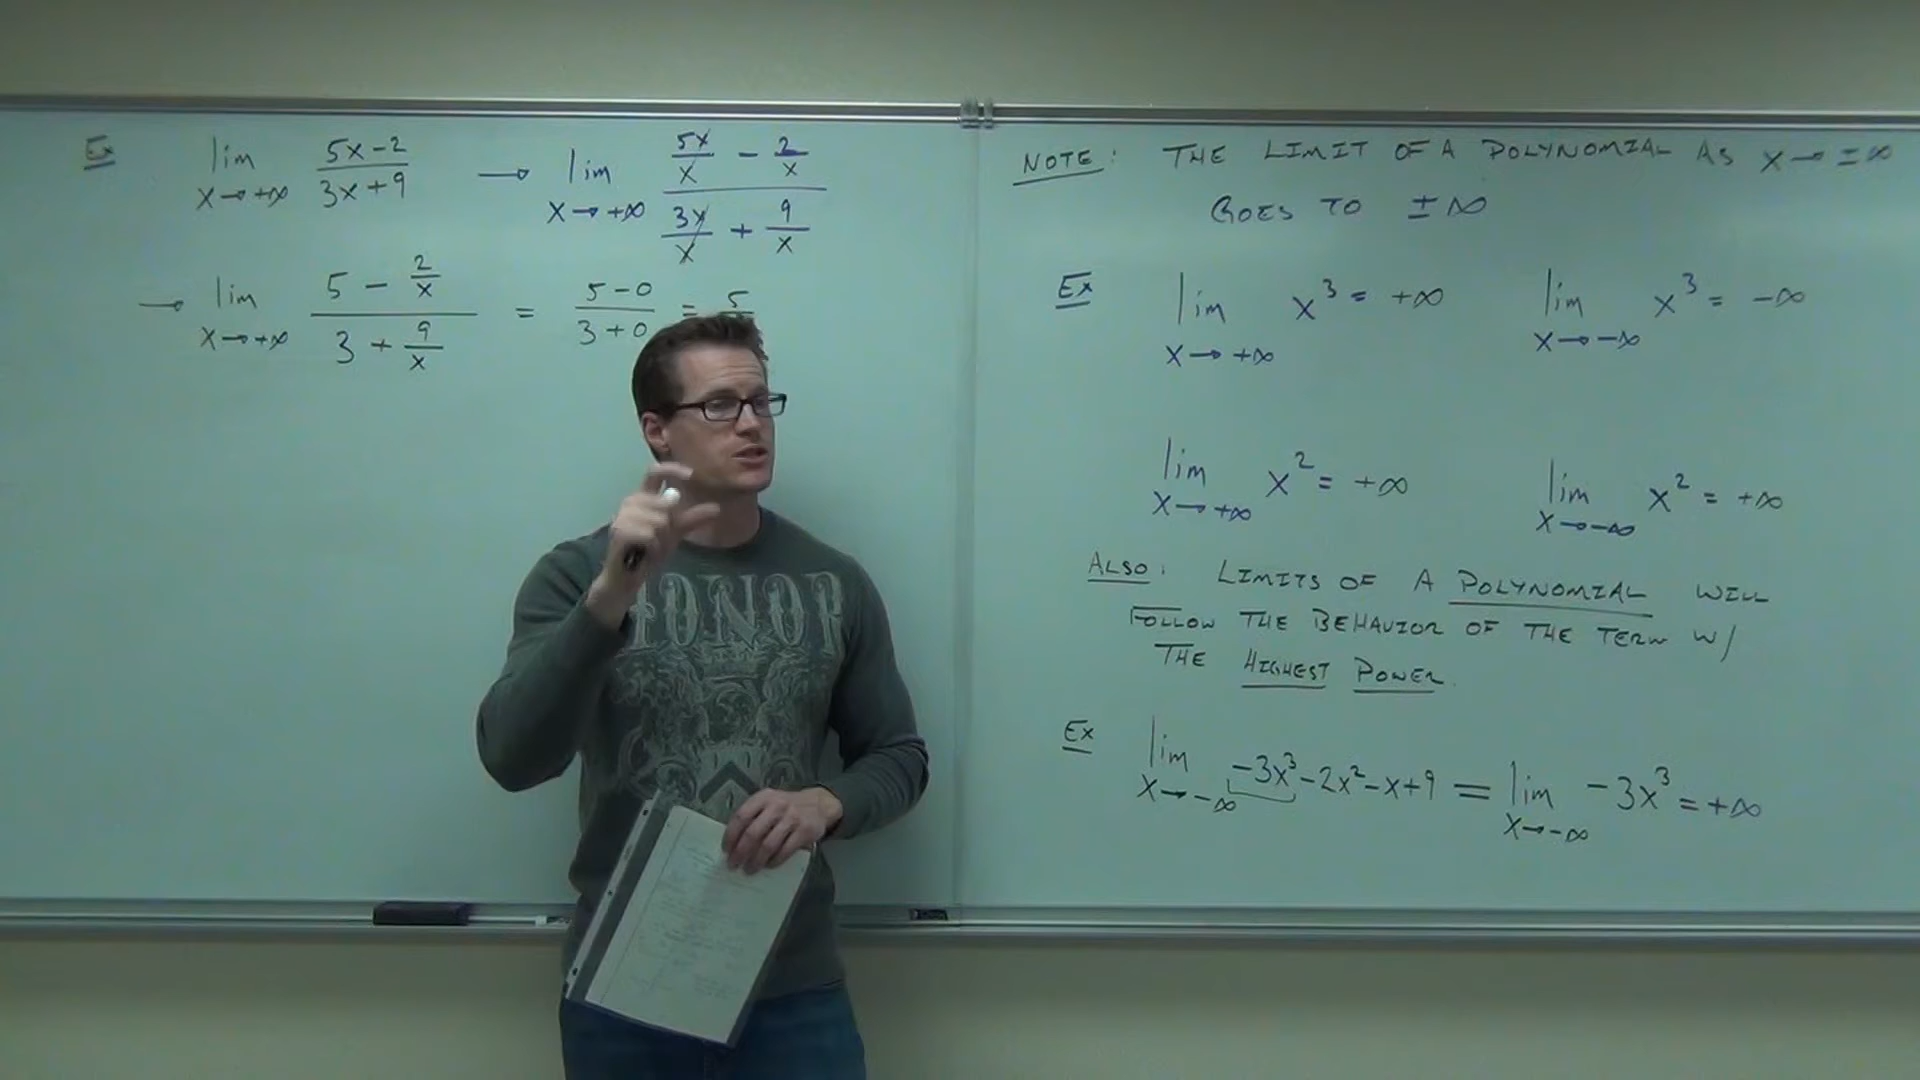 Ex lim x→+∞ (5x-2)/(3x+9) → lim x→+∞ (5x/x - 2/x)/(3x/x + 9/x)
→ lim x→+∞ (5 - 2/x)/(3 + 9/x) = (5-0)/(3+0) = 5
HONOR
NOTE: THE LIMIT OF A POLYNOMIAL AS x→±∞
GOES TO ±∞
Ex lim x→+∞ x³ = +∞ lim x→-∞ x³ = -∞
lim x→+∞ x² = +∞ lim x→-∞ x² = +∞
ALSO: LIMITS OF A POLYNOMIAL WILL
FOLLOW THE BEHAVIOR OF THE TERM W/
THE HIGHEST POWER.
Ex lim x→-∞ -3x³-2x²-x+9 = lim x→-∞ -3x³ = +∞